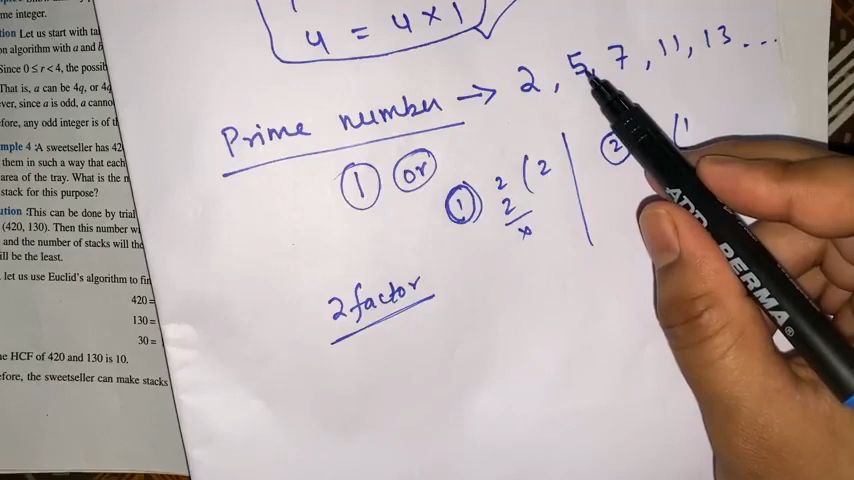 me integer.
tion Let us start with ta
on algorithm with a and b
Since 0 ≤ r < 4, the possib
That is, a can be 4q, or 4q
ever, since a is odd, a canno
efore, any odd integer is of t
mple 4 : A sweetseller has 42
them in such a way that each
area of the tray. What is the n
stack for this purpose?
ution : This can be done by trial
(420, 130). Then this number w
and the number of stacks will the
ill be the least.
let us use Euclid's algorithm to fin
420 =
130 =
30 =
e HCF of 420 and 130 is 10.
efore, the sweetseller can make stacks
4 = 4 × 1
Prime number → 2, 5, 7, 11, 13 ...
1 or
1) 2 ( 2
2
x
2 ( 1
2 factor
ADD PERMA